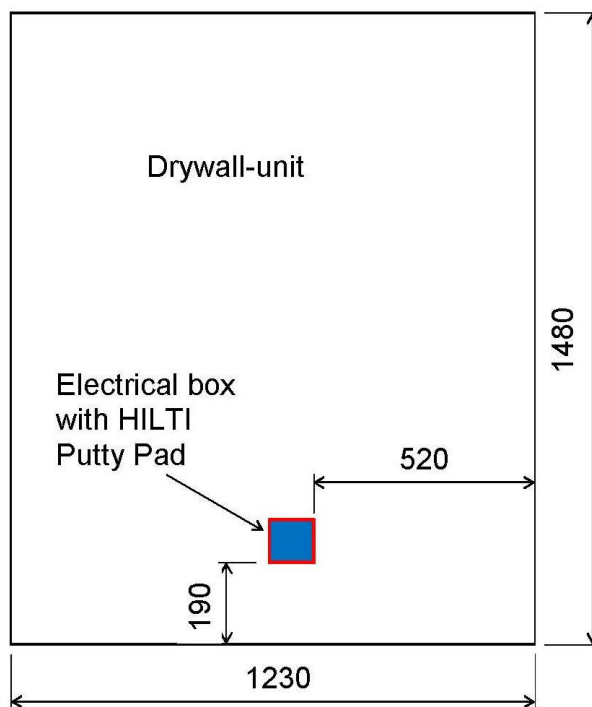 Drywall-unit
1480
Electrical box
with HILTI
Putty Pad
520
190
1230